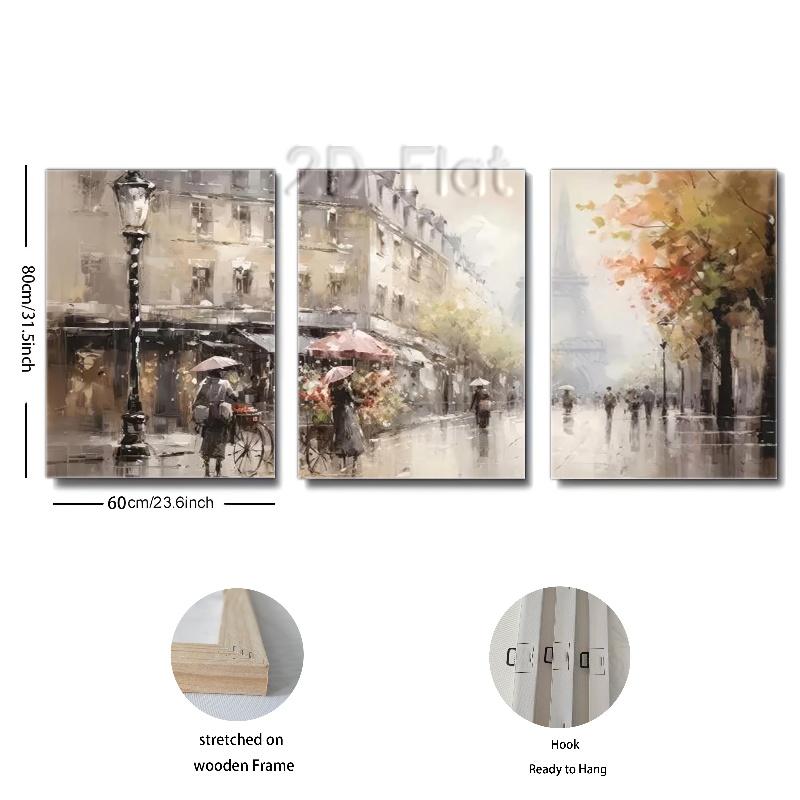 2D Flat
80cm/31.5inch
60cm/23.6inch
stretched on
wooden Frame
Hook
Ready to Hang